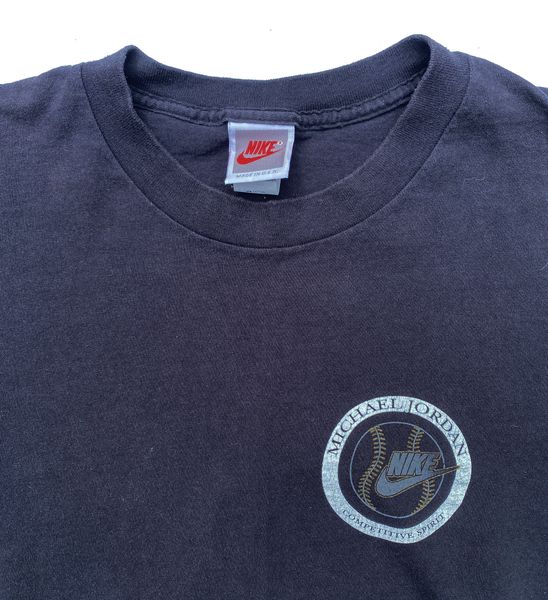 NIKE
MADE IN U.S.A.
MICHAEL JORDAN
NIKE
COMPETITIVE SPIRIT